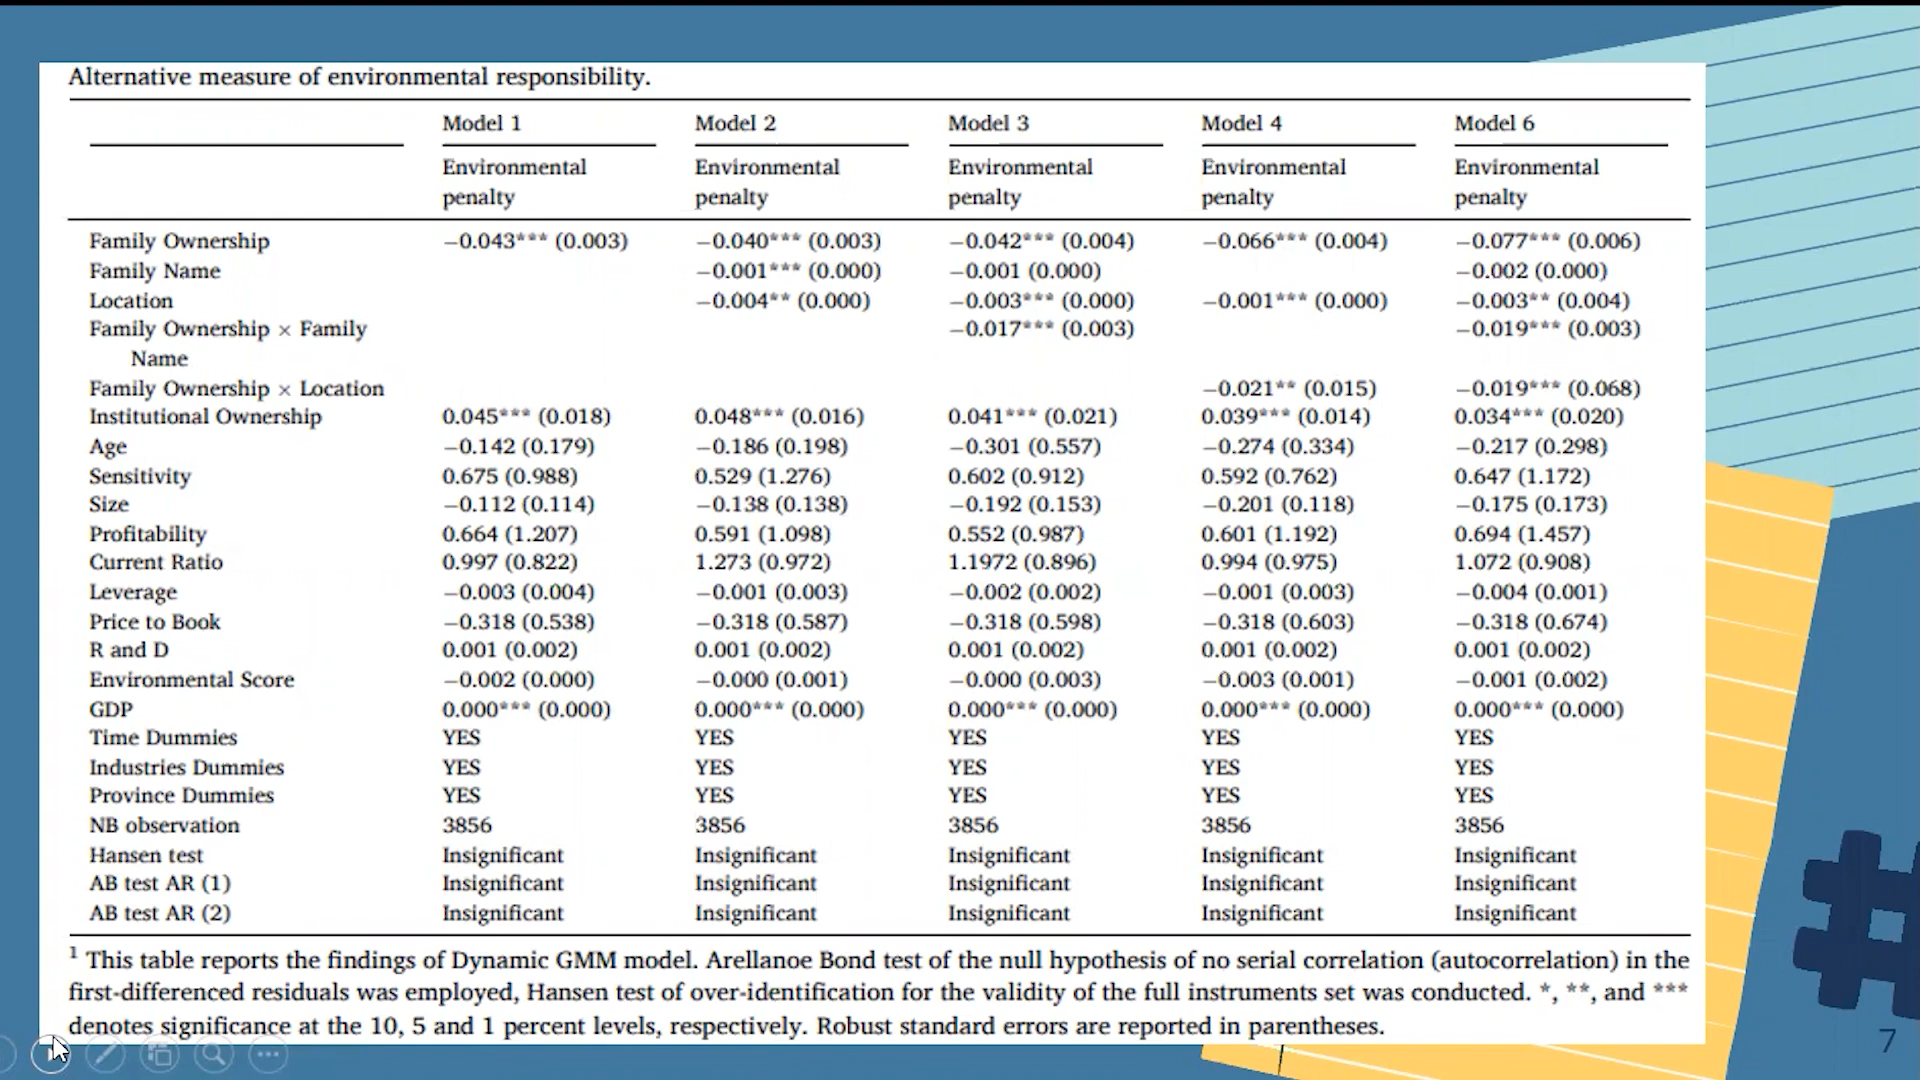 Alternative measure of environmental responsibility.
Model 1 Model 2 Model 3 Model 4 Model 6
Environmental Environmental Environmental Environmental Environmental
penalty penalty penalty penalty penalty
Family Ownership −0.043*** (0.003) −0.040*** (0.003) −0.042*** (0.004) −0.066*** (0.004) −0.077*** (0.006)
Family Name −0.001*** (0.000) −0.001 (0.000) −0.002 (0.000)
Location −0.004** (0.000) −0.003*** (0.000) −0.001*** (0.000) −0.003** (0.004)
Family Ownership × Family −0.017*** (0.003) −0.019*** (0.003)
Name
Family Ownership × Location −0.021** (0.015) −0.019*** (0.068)
Institutional Ownership 0.045*** (0.018) 0.048*** (0.016) 0.041*** (0.021) 0.039*** (0.014) 0.034*** (0.020)
Age −0.142 (0.179) −0.186 (0.198) −0.301 (0.557) −0.274 (0.334) −0.217 (0.298)
Sensitivity 0.675 (0.988) 0.529 (1.276) 0.602 (0.912) 0.592 (0.762) 0.647 (1.172)
Size −0.112 (0.114) −0.138 (0.138) −0.192 (0.153) −0.201 (0.118) −0.175 (0.173)
Profitability 0.664 (1.207) 0.591 (1.098) 0.552 (0.987) 0.601 (1.192) 0.694 (1.457)
Current Ratio 0.997 (0.822) 1.273 (0.972) 1.1972 (0.896) 0.994 (0.975) 1.072 (0.908)
Leverage −0.003 (0.004) −0.001 (0.003) −0.002 (0.002) −0.001 (0.003) −0.004 (0.001)
Price to Book −0.318 (0.538) −0.318 (0.587) −0.318 (0.598) −0.318 (0.603) −0.318 (0.674)
R and D 0.001 (0.002) 0.001 (0.002) 0.001 (0.002) 0.001 (0.002) 0.001 (0.002)
Environmental Score −0.002 (0.000) −0.000 (0.001) −0.000 (0.003) −0.003 (0.001) −0.001 (0.002)
GDP 0.000*** (0.000) 0.000*** (0.000) 0.000*** (0.000) 0.000*** (0.000) 0.000*** (0.000)
Time Dummies YES YES YES YES YES
Industries Dummies YES YES YES YES YES
Province Dummies YES YES YES YES YES
NB observation 3856 3856 3856 3856 3856
Hansen test Insignificant Insignificant Insignificant Insignificant Insignificant
AB test AR (1) Insignificant Insignificant Insignificant Insignificant Insignificant
AB test AR (2) Insignificant Insignificant Insignificant Insignificant Insignificant
1 This table reports the findings of Dynamic GMM model. Arellanoe Bond test of the null hypothesis of no serial correlation (autocorrelation) in the
first-differenced residuals was employed, Hansen test of over-identification for the validity of the full instruments set was conducted. *, **, and ***
denotes significance at the 10, 5 and 1 percent levels, respectively. Robust standard errors are reported in parentheses.
#
7